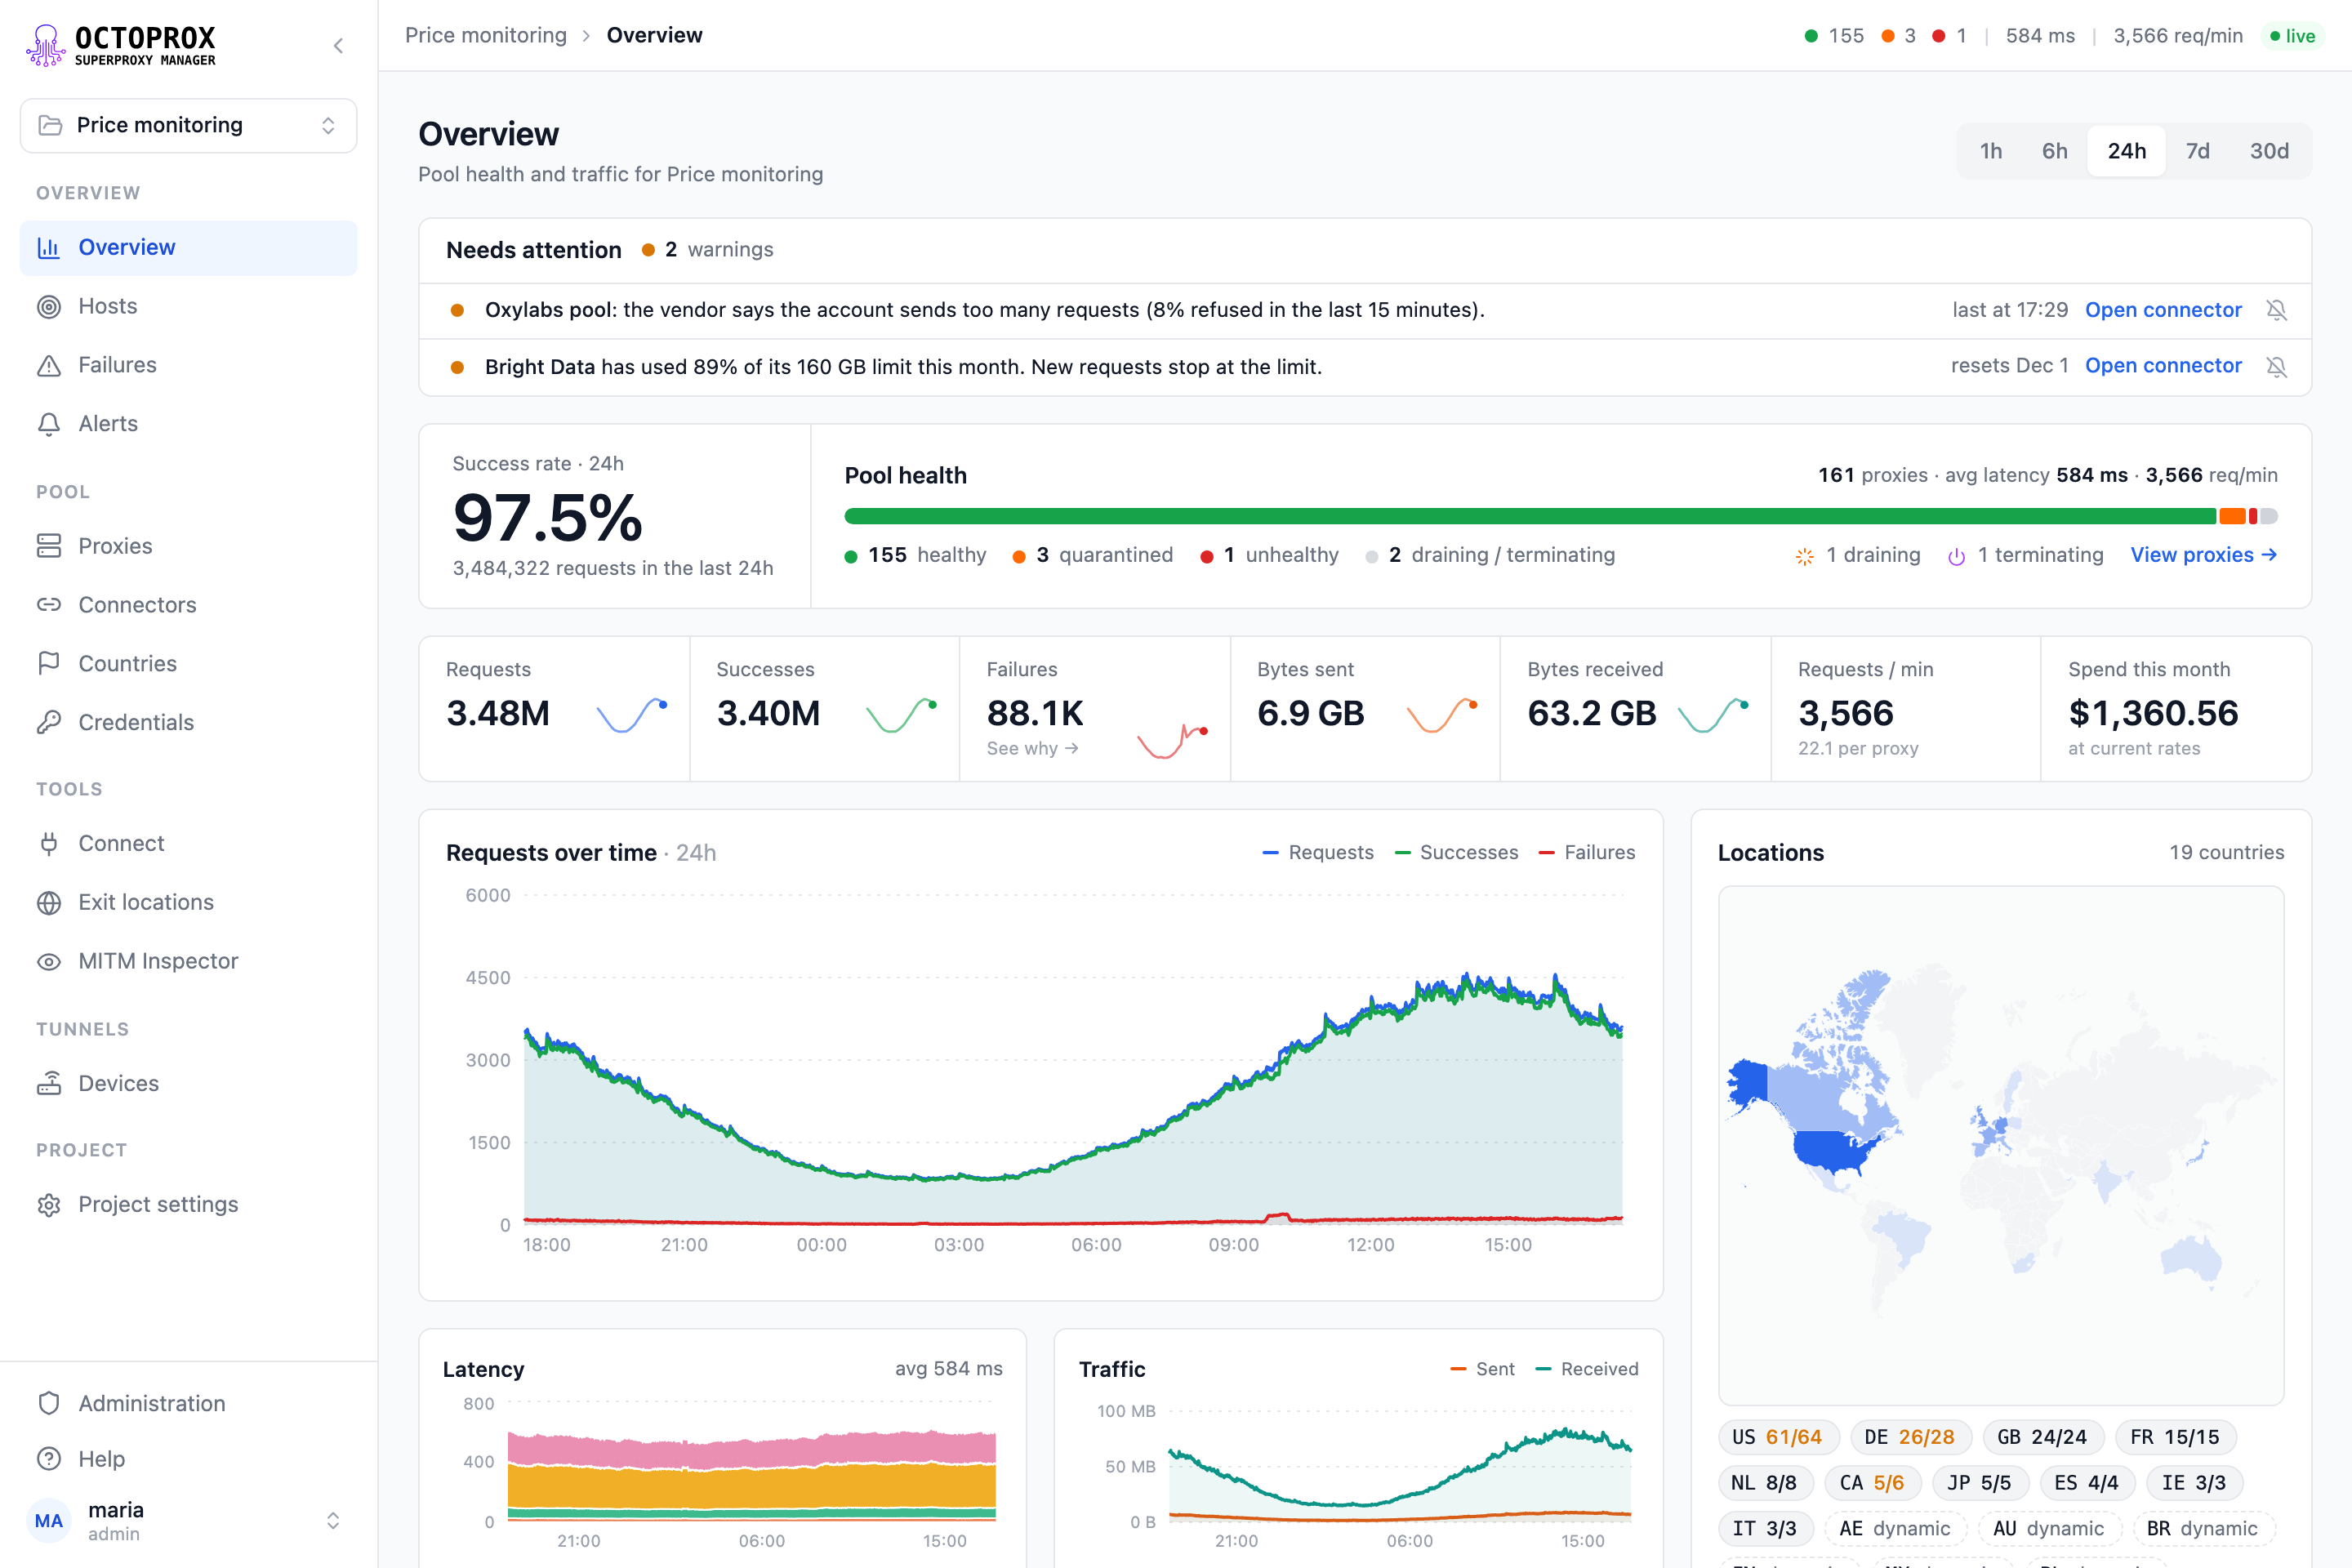 OCTOPROX
SUPERPROXY MANAGER
Price monitoring
OVERVIEW
Overview
Hosts
Failures
Alerts
POOL
Proxies
Connectors
Countries
Credentials
TOOLS
Connect
Exit locations
MITM Inspector
TUNNELS
Devices
PROJECT
Project settings
Administration
Help
MA
maria
admin
Price monitoring > Overview
155 3 1 | 584 ms | 3,566 req/min live
Overview
Pool health and traffic for Price monitoring
1h 6h 24h 7d 30d
Needs attention 2 warnings
Oxylabs pool: the vendor says the account sends too many requests (8% refused in the last 15 minutes). last at 17:29 Open connector
Bright Data has used 89% of its 160 GB limit this month. New requests stop at the limit. resets Dec 1 Open connector
Success rate · 24h
97.5%
3,484,322 requests in the last 24h
Pool health 161 proxies · avg latency 584 ms · 3,566 req/min
155 healthy 3 quarantined 1 unhealthy 2 draining / terminating 1 draining 1 terminating View proxies →
Requests
3.48M
Successes
3.40M
Failures
88.1K
See why →
Bytes sent
6.9 GB
Bytes received
63.2 GB
Requests / min
3,566
22.1 per proxy
Spend this month
$1,360.56
at current rates
Requests over time · 24h Requests Successes Failures
6000
4500
3000
1500
0
18:00 21:00 00:00 03:00 06:00 09:00 12:00 15:00
Locations 19 countries
US 61/64 DE 26/28 GB 24/24 FR 15/15
NL 8/8 CA 5/6 JP 5/5 ES 4/4 IE 3/3
IT 3/3 AE dynamic AU dynamic BR dynamic
Latency avg 584 ms
800
400
0
21:00 06:00 15:00
Traffic Sent Received
100 MB
50 MB
0 B
21:00 06:00 15:00